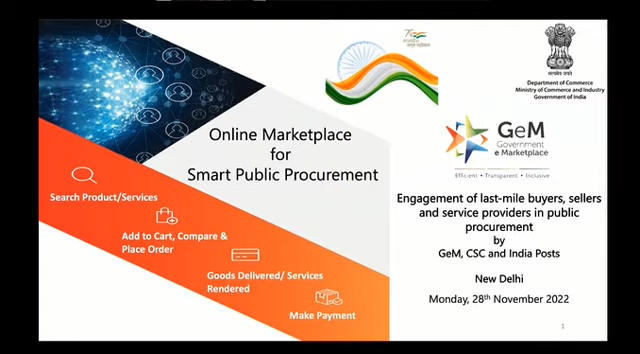 Online Marketplace
for
Smart Public Procurement
Search Product/Services
Add to Cart, Compare &
Place Order
Goods Delivered/ Services
Rendered
Make Payment
सत्यमेव जयते
Department of Commerce
Ministry of Commerce and Industry
Government of India
GeM
Government
e Marketplace
Efficient • Transparent • Inclusive
Engagement of last-mile buyers, sellers
and service providers in public
procurement
by
GeM, CSC and India Posts
New Delhi
Monday, 28th November 2022
1